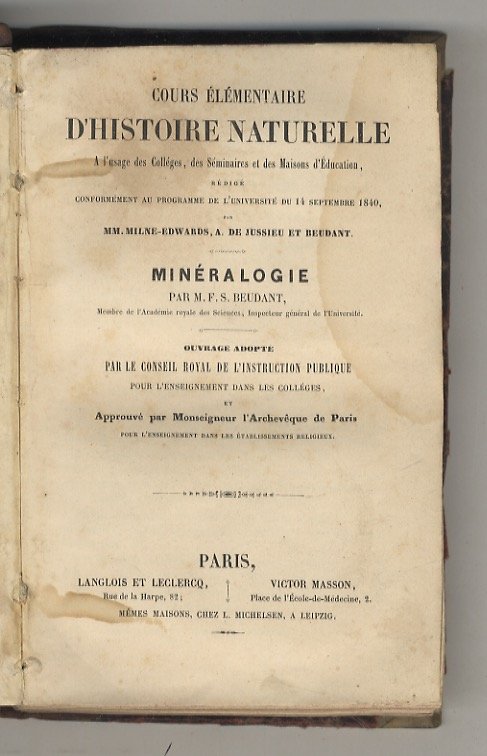 COURS ÉLÉMENTAIRE
D'HISTOIRE NATURELLE
A l'usage des Colléges, des Séminaires et des Maisons d'Éducation,
RÉDIGÉ
CONFORMÉMENT AU PROGRAMME DE L'UNIVERSITÉ DU 14 SEPTEMBRE 1840,
PAR
MM. MILNE-EDWARDS, A. DE JUSSIEU ET BEUDANT.
MINÉRALOGIE
PAR M. F. S. BEUDANT,
Membre de l'Académie royale des Sciences, Inspecteur général de l'Université.
OUVRAGE ADOPTÉ
PAR LE CONSEIL ROYAL DE L'INSTRUCTION PUBLIQUE
POUR L'ENSEIGNEMENT DANS LES COLLÉGES,
ET
Approuvé par Monseigneur l'Archevêque de Paris
POUR L'ENSEIGNEMENT DANS LES ÉTABLISSEMENTS RELIGIEUX.
PARIS,
LANGLOIS ET LECLERCQ, VICTOR MASSON,
Rue de la Harpe, 82; Place de l'École-de-Médecine, 2.
MÊMES MAISONS, CHEZ L. MICHELSEN, A LEIPZIG.